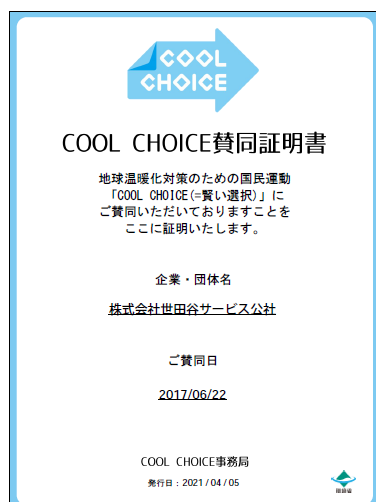 COOL
CHOICE
COOL CHOICE賛同証明書
地球温暖化対策のための国民運動
「COOL CHOICE(=賢い選択)」に
ご賛同いただいておりますことを
ここに証明いたします。
企業・団体名
株式会社世田谷サービス公社
ご賛同日
2017/06/22
COOL CHOICE事務局
発行日：2021/04/05
環境省